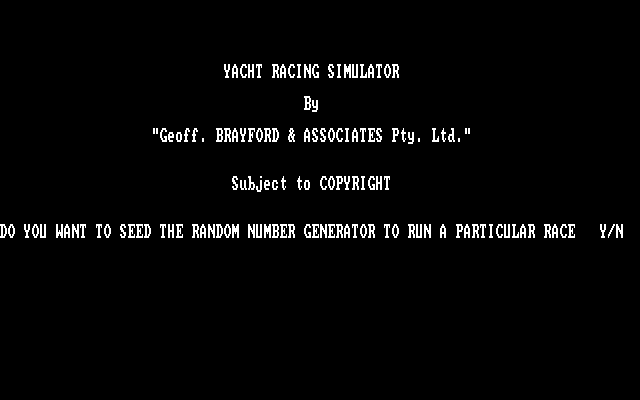 YACHT RACING SIMULATOR
By
"Geoff. BRAYFORD & ASSOCIATES Pty. Ltd."
Subject to COPYRIGHT
DO YOU WANT TO SEED THE RANDOM NUMBER GENERATOR TO RUN A PARTICULAR RACE   Y/N